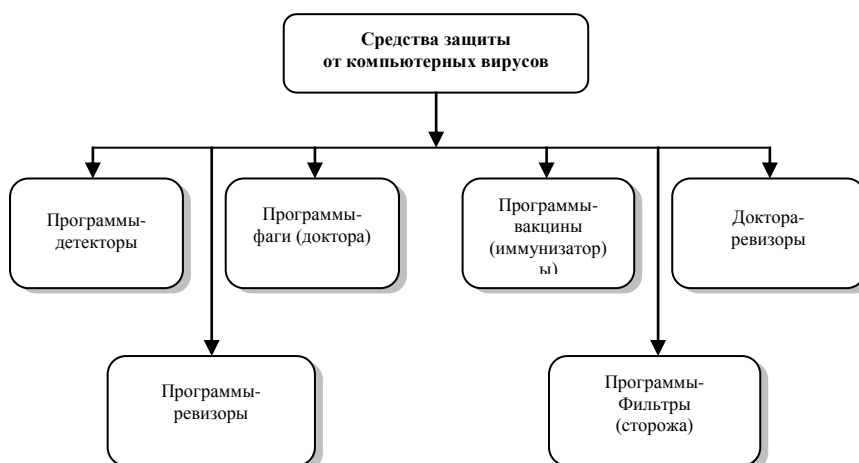 Средства защиты
от компьютерных вирусов
Программы-
детекторы
Программы-
фаги (доктора)
Программы-
вакцины
(иммунизатор
ы)
Доктора-
ревизоры
Программы-
ревизоры
Программы-
Фильтры
(сторожа)